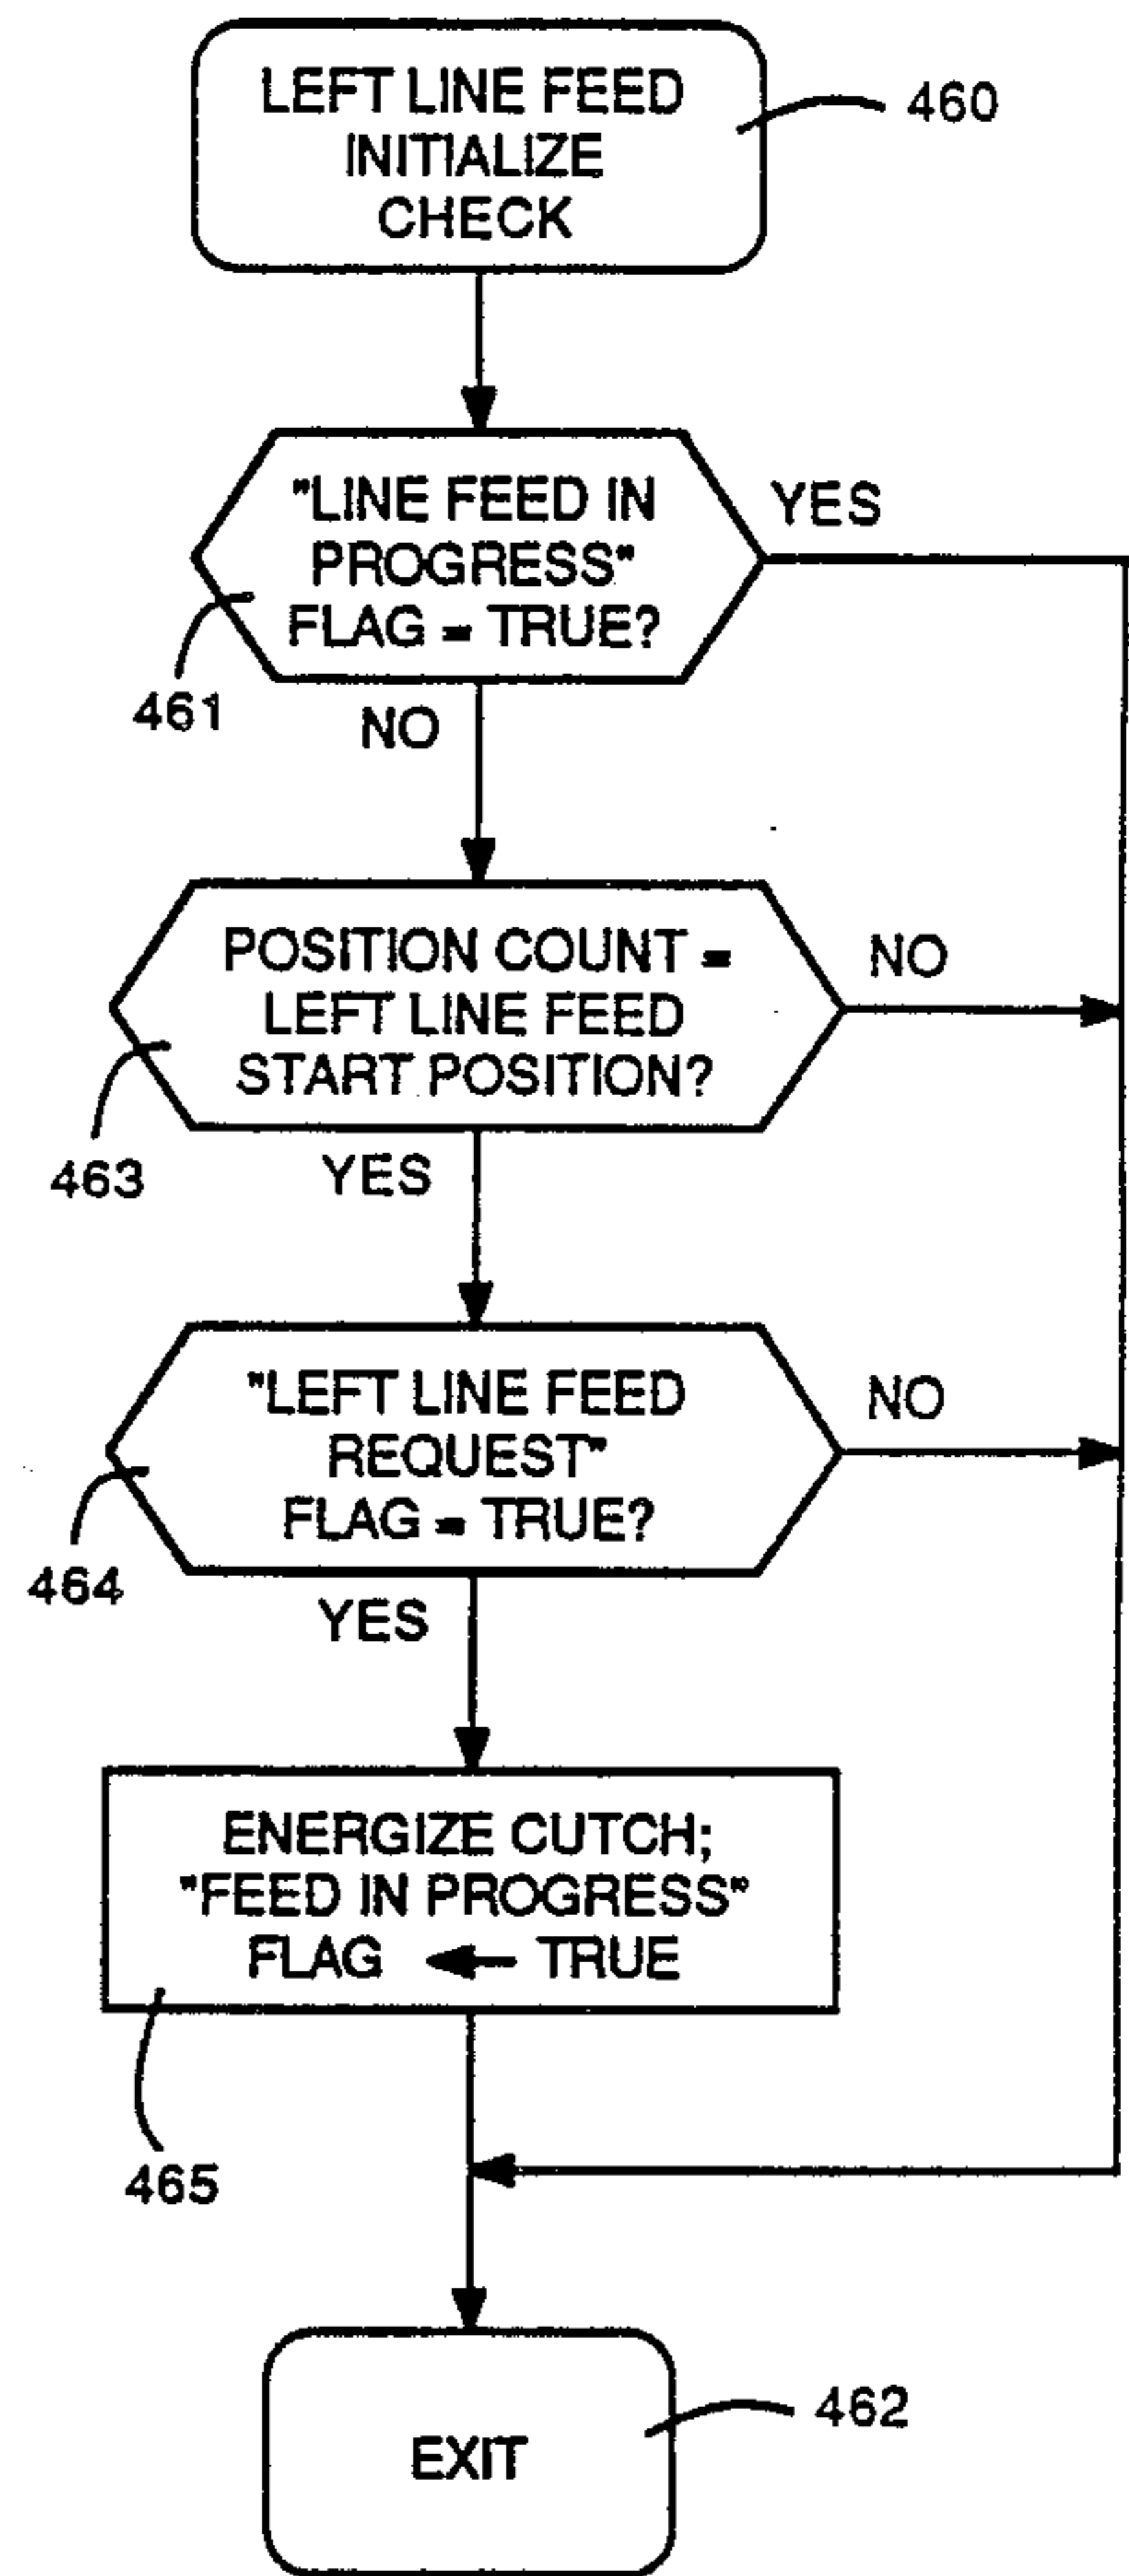 LEFT LINE FEED
INITIALIZE
CHECK
460
"LINE FEED IN
PROGRESS"
FLAG = TRUE?
YES
461
NO
POSITION COUNT =
LEFT LINE FEED
START POSITION?
NO
463
YES
"LEFT LINE FEED
REQUEST"
FLAG = TRUE?
NO
464
YES
ENERGIZE CUTCH;
"FEED IN PROGRESS"
FLAG ← TRUE
465
EXIT
462